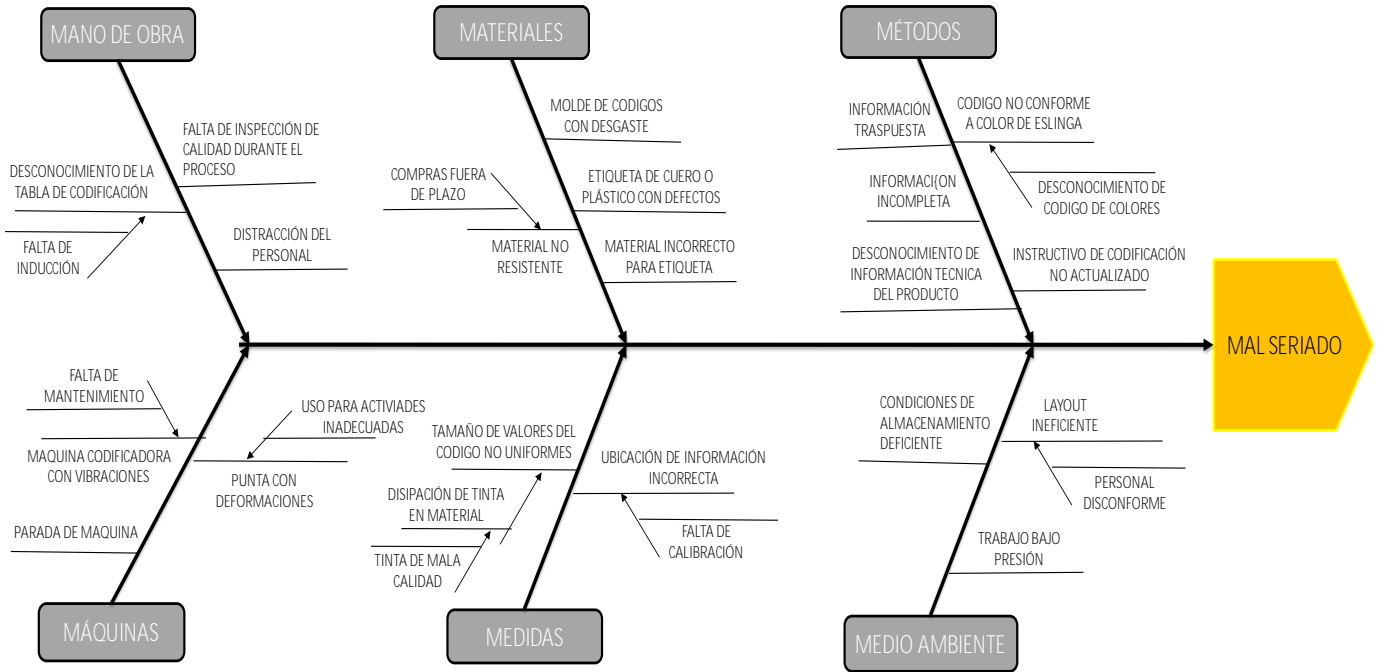 MANO DE OBRA
MATERIALES
MÉTODOS
FALTA DE INSPECCIÓN DE
CALIDAD DURANTE EL
PROCESO
DESCONOCIMIENTO DE LA
TABLA DE CODIFICACIÓN
FALTA DE
INDUCCIÓN
DISTRACCIÓN DEL
PERSONAL
MOLDE DE CODIGOS
CON DESGASTE
COMPRAS FUERA
DE PLAZO
ETIQUETA DE CUERO O
PLÁSTICO CON DEFECTOS
MATERIAL NO
RESISTENTE
MATERIAL INCORRECTO
PARA ETIQUETA
INFORMACIÓN
TRASPUESTA
CODIGO NO CONFORME
A COLOR DE ESLINGA
INFORMACI{ON
INCOMPLETA
DESCONOCIMIENTO DE
CODIGO DE COLORES
DESCONOCIMIENTO DE
INFORMACIÓN TECNICA
DEL PRODUCTO
INSTRUCTIVO DE CODIFICACIÓN
NO ACTUALIZADO
MAL SERIADO
FALTA DE
MANTENIMIENTO
USO PARA ACTIVIADES
INADECUADAS
MAQUINA CODIFICADORA
CON VIBRACIONES
PUNTA CON
DEFORMACIONES
PARADA DE MAQUINA
TAMAÑO DE VALORES DEL
CODIGO NO UNIFORMES
UBICACIÓN DE INFORMACIÓN
INCORRECTA
DISIPACIÓN DE TINTA
EN MATERIAL
FALTA DE
CALIBRACIÓN
TINTA DE MALA
CALIDAD
CONDICIONES DE
ALMACENAMIENTO
DEFICIENTE
LAYOUT
INEFICIENTE
PERSONAL
DISCONFORME
TRABAJO BAJO
PRESIÓN
MÁQUINAS
MEDIDAS
MEDIO AMBIENTE